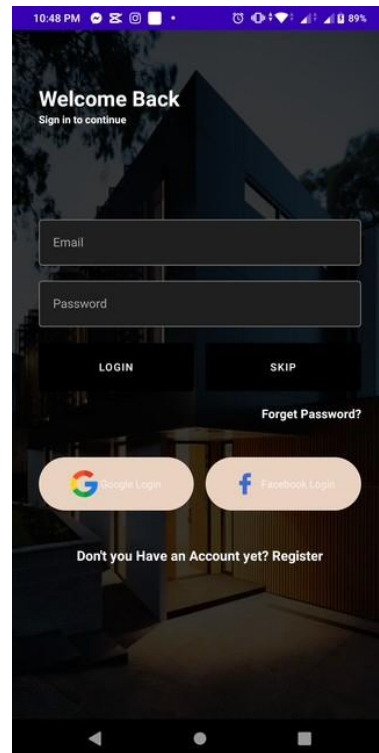 10:48 PM 89%
Welcome Back
Sign in to continue
Email
Password
LOGIN SKIP
Forget Password?
Google Login Facebook Login
Don't you Have an Account yet? Register